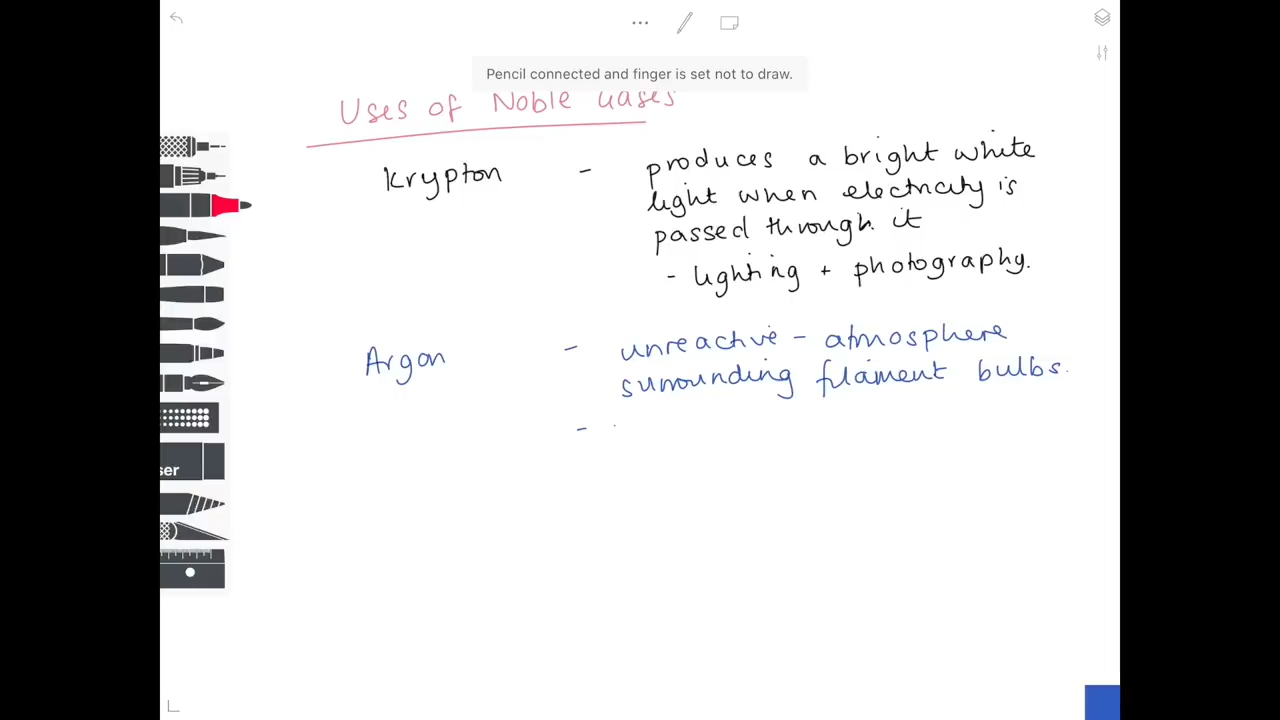 Pencil connected and finger is set not to draw.
Uses of Noble Gases
Krypton - produces a bright white
light when electricity is
passed through it
- lighting + photography.
Argon - unreactive - atmosphere
surrounding filament bulbs.
-
ser